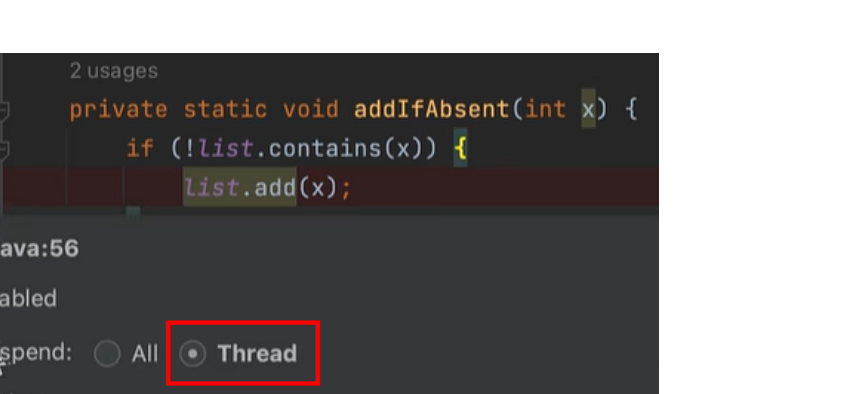 2 usages
private static void addIfAbsent(int x) {
if (!list.contains(x)) {
list.add(x);
ava:56
abled
spend: All Thread